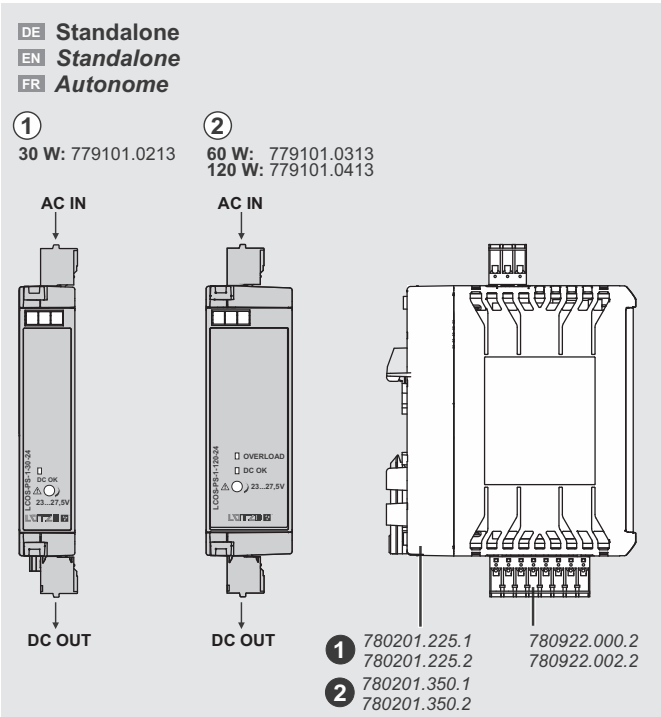 DE Standalone
EN Standalone
FR Autonome
1
2
30 W: 779101.0213
60 W: 779101.0313
120 W: 779101.0413
AC IN
AC IN
LCOS-PS-1-30-24
DC OK
23...27,5V
LÜTZE
LCOS-PS-1-120-24
OVERLOAD
DC OK
23...27,5V
LÜTZE
DC OUT
DC OUT
1 780201.225.1 780922.000.2
780201.225.2 780922.002.2
2 780201.350.1
780201.350.2